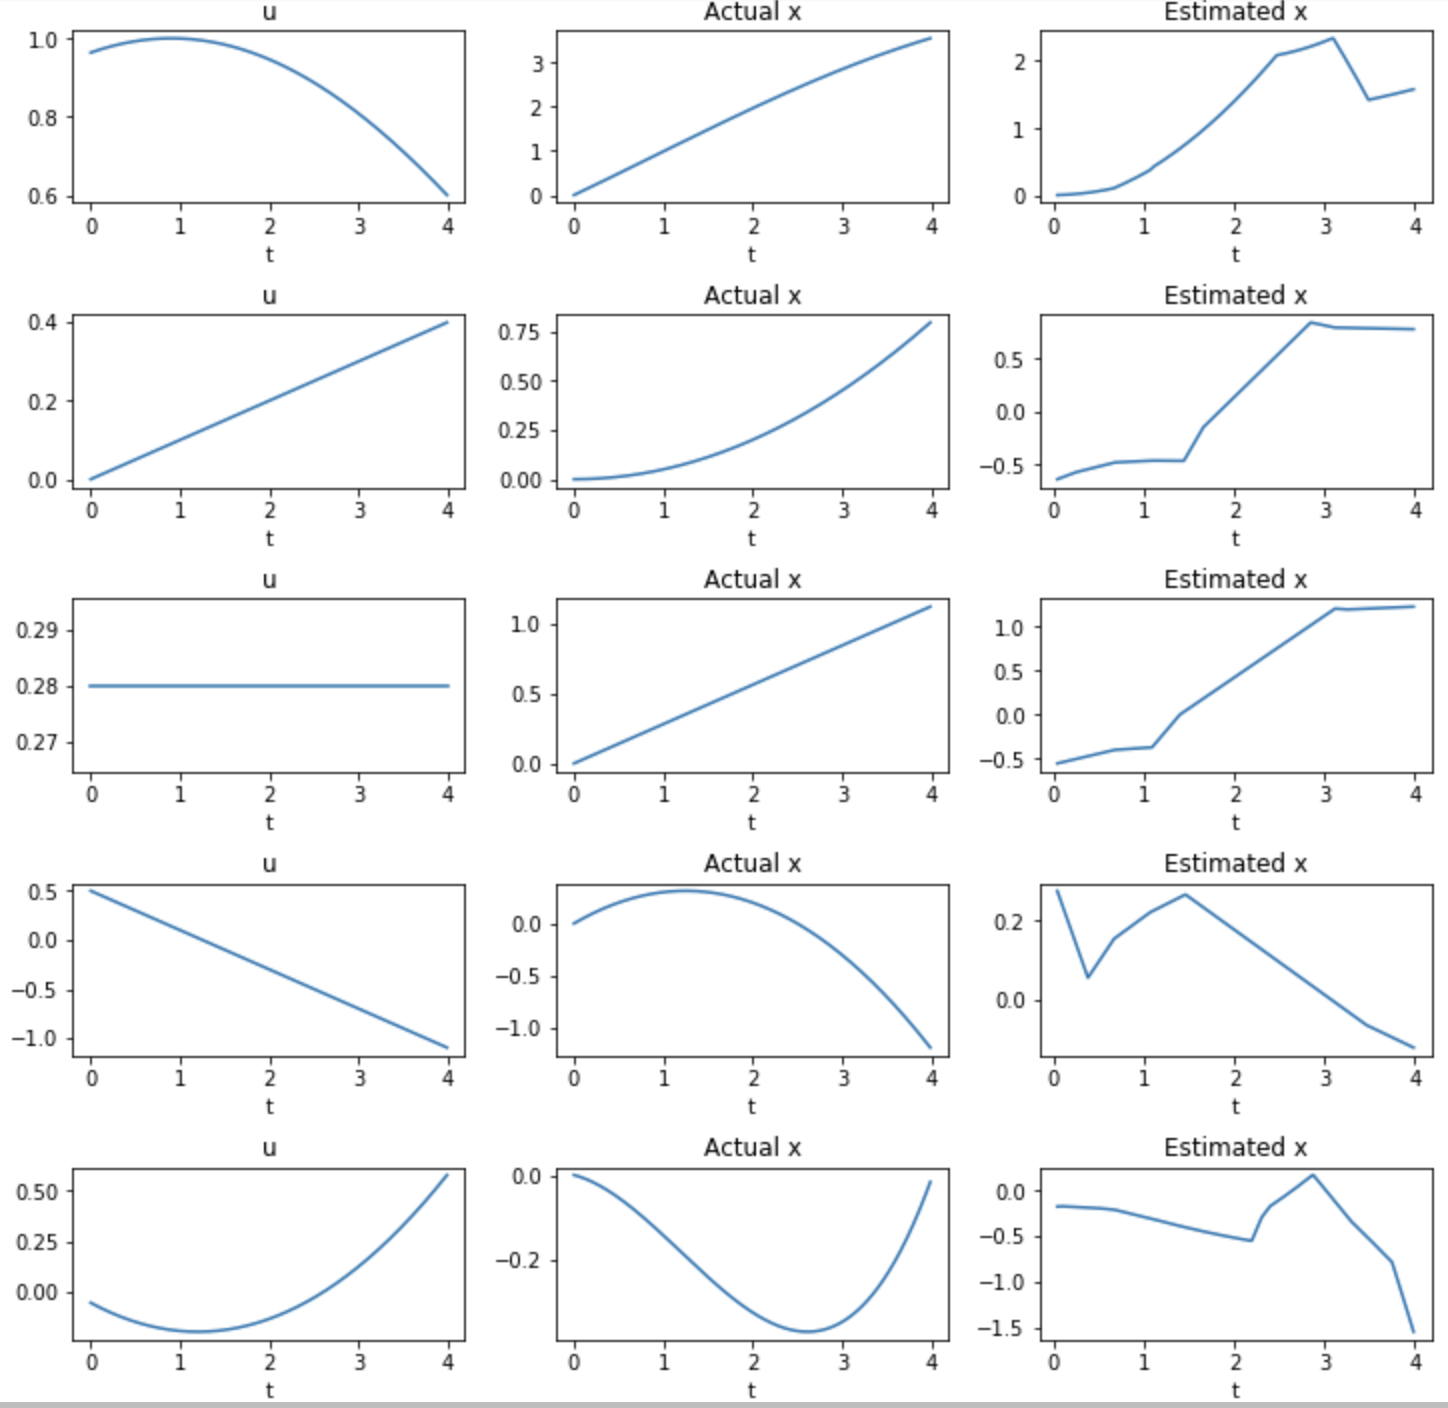 u Actual x Estimated x
1.0 0.8 0.6 3 2 1 0 2 1 0
0 1 2 3 4 0 1 2 3 4 0 1 2 3 4
t t t
u Actual x Estimated x
0.4 0.2 0.0 0.75 0.50 0.25 0.00 0.5 0.0 −0.5
0 1 2 3 4 0 1 2 3 4 0 1 2 3 4
t t t
u Actual x Estimated x
0.29 0.28 0.27 1.0 0.5 0.0 1.0 0.5 0.0 −0.5
0 1 2 3 4 0 1 2 3 4 0 1 2 3 4
t t t
u Actual x Estimated x
0.5 0.0 −0.5 −1.0 0.0 −0.5 −1.0 0.2 0.0
0 1 2 3 4 0 1 2 3 4 0 1 2 3 4
t t t
u Actual x Estimated x
0.50 0.25 0.00 0.0 −0.2 0.0 −0.5 −1.0 −1.5
0 1 2 3 4 0 1 2 3 4 0 1 2 3 4
t t t